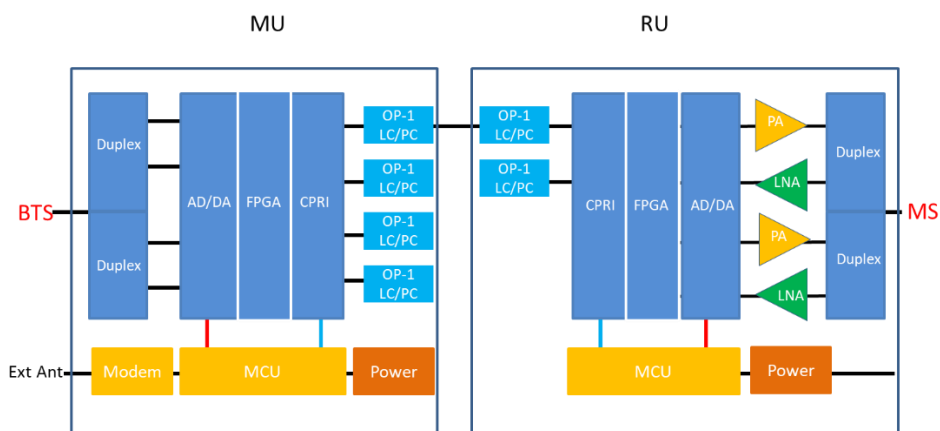 MU
RU
Duplex
Duplex
AD/DA
FPGA
CPRI
OP-1
LC/PC
OP-1
LC/PC
OP-1
LC/PC
OP-1
LC/PC
BTS
Ext Ant
Modem
MCU
Power
OP-1
LC/PC
OP-1
LC/PC
CPRI
FPGA
AD/DA
PA
LNA
PA
LNA
Duplex
Duplex
MS
MCU
Power